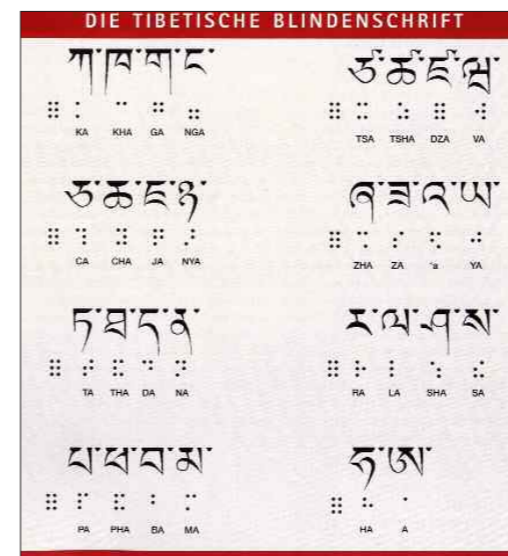 DIE TIBETISCHE BLINDENSCHRIFT
ཀ་ཁ་ག་ང་
KA KHA GA NGA
ཅ་ཆ་ཇ་ཉ་
CA CHA JA NYA
ཏ་ཐ་ད་ན་
TA THA DA NA
པ་ཕ་བ་མ་
PA PHA BA MA
ཙ་ཚ་ཛ་ཝ་
TSA TSHA DZA VA
ཞ་ཟ་འ་ཡ་
ZHA ZA 'a YA
ར་ལ་ཤ་ས་
RA LA SHA SA
ཧ་ཨ་
HA A